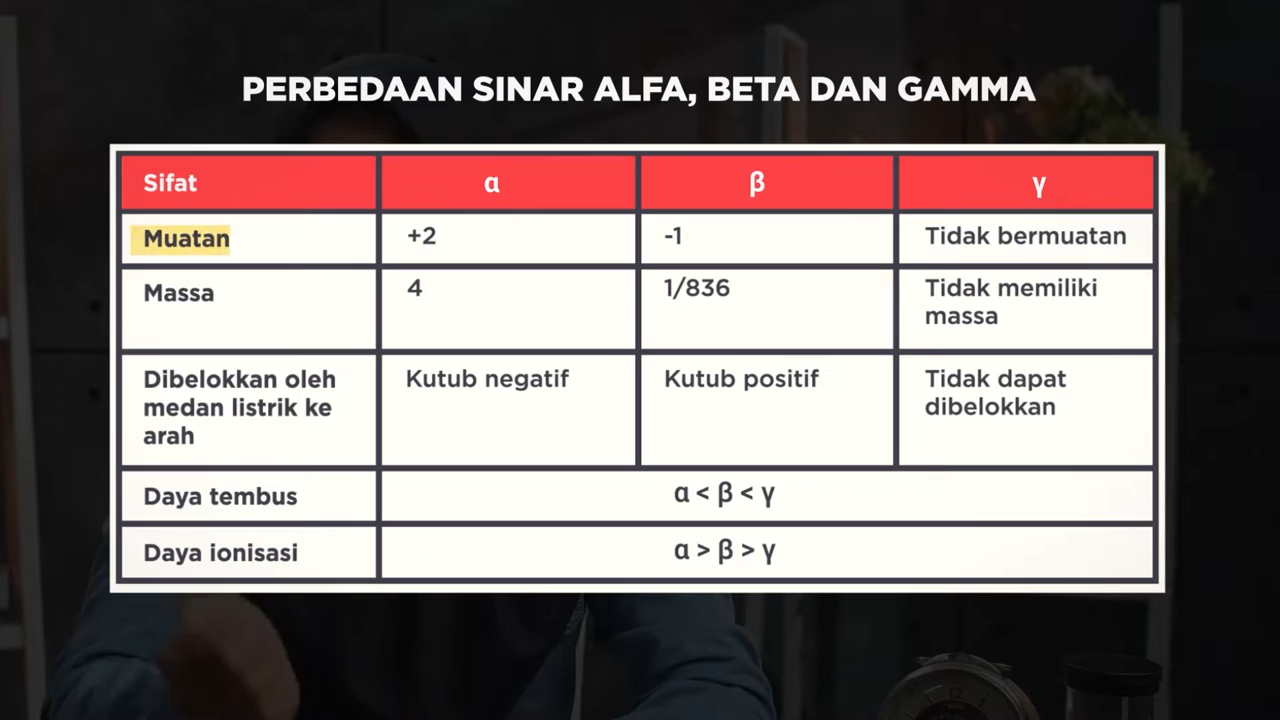 PERBEDAAN SINAR ALFA, BETA DAN GAMMA
Sifat
α
β
γ
Muatan
+2
-1
Tidak bermuatan
Massa
4
1/836
Tidak memiliki
massa
Dibelokkan oleh
medan listrik ke
arah
Kutub negatif
Kutub positif
Tidak dapat
dibelokkan
Daya tembus
α < β < γ
Daya ionisasi
α > β > γ